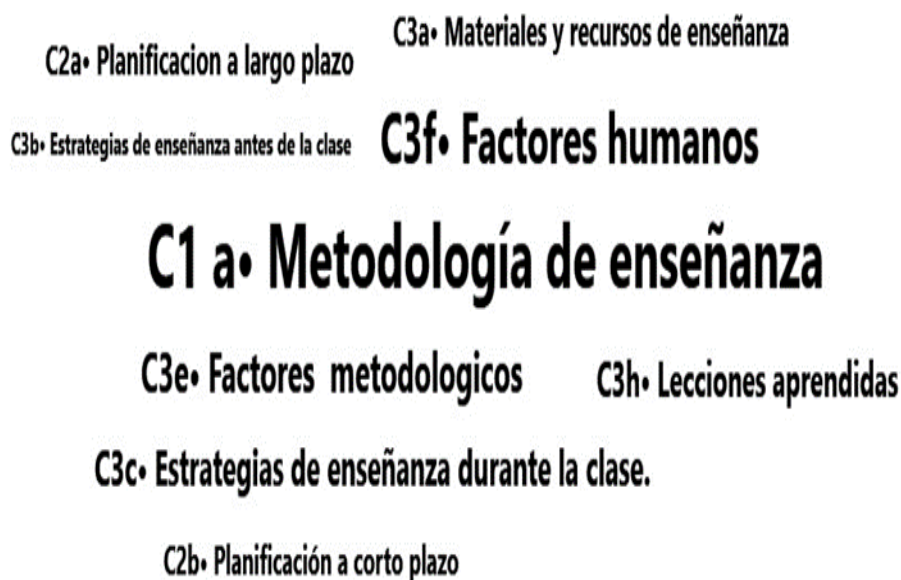 C3a• Materiales y recursos de enseñanza
C2a• Planificacion a largo plazo
C3b• Estrategias de enseñanza antes de la clase
C3f• Factores humanos
C1 a• Metodología de enseñanza
C3e• Factores metodologicos
C3h• Lecciones aprendidas
C3c• Estrategias de enseñanza durante la clase.
C2b• Planificación a corto plazo